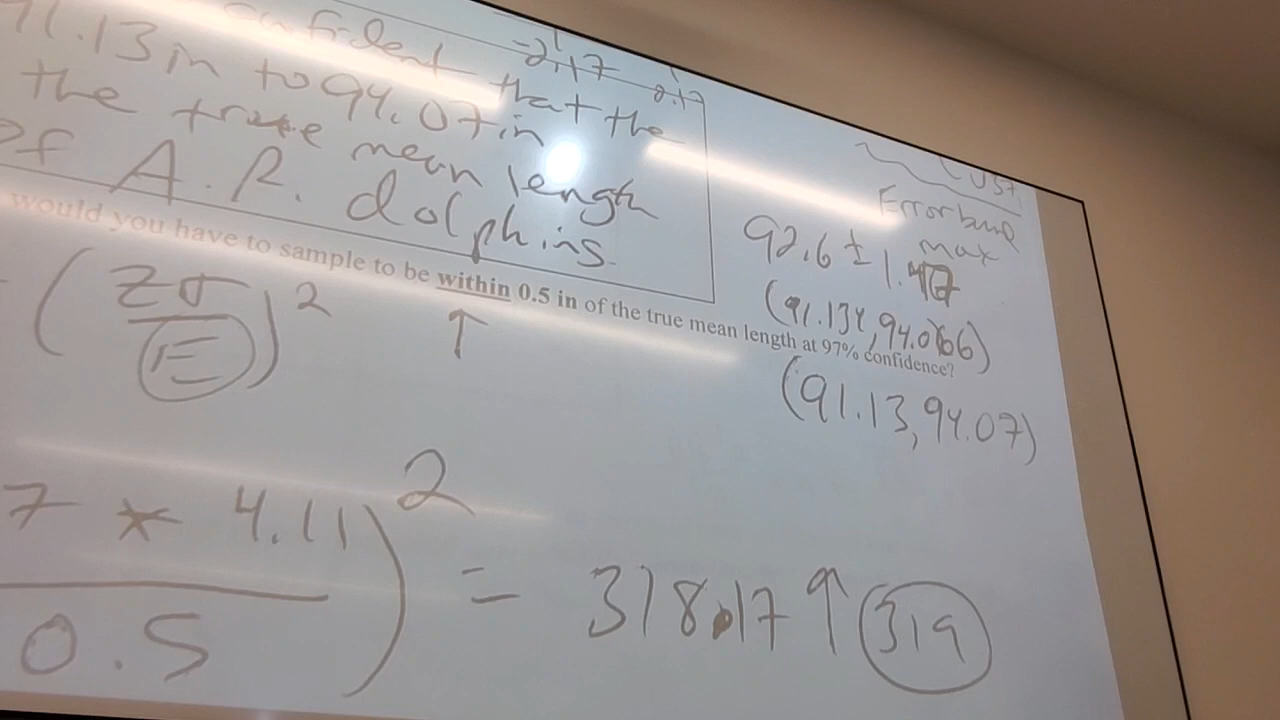 confident that the
91.13 in to 94.07 in
the true mean length
of A.P. dolphins
-2.17 2.17
Error bund
max
92.6 ± 1.47
(91.134, 94.066)
(91.13, 94.07)
would you have to sample to be within 0.5 in of the true mean length at 97% confidence?
(zσ/E)²
7 * 4.11)² = 318.17 ↑ 319
0.5